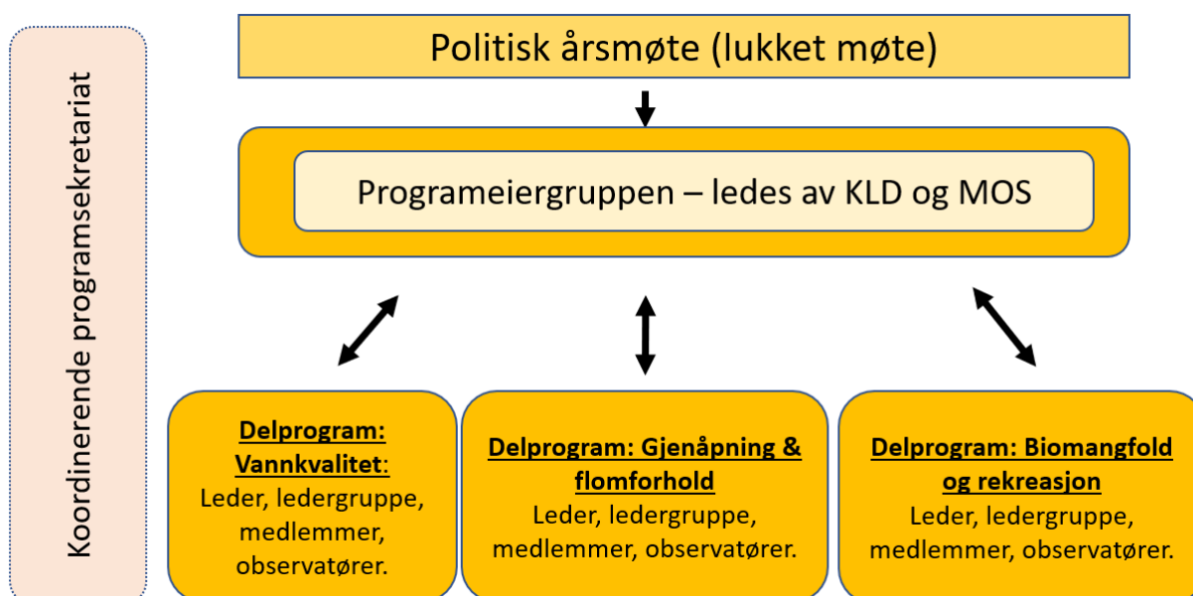 Koordinerende programsekretariat
Politisk årsmøte (lukket møte)
Programeiergruppen – ledes av KLD og MOS
Delprogram:
Vannkvalitet:
Leder, ledergruppe,
medlemmer,
observatører.
Delprogram: Gjenåpning &
flomforhold
Leder, ledergruppe,
medlemmer, observatører.
Delprogram: Biomangfold
og rekreasjon
Leder, ledergruppe,
medlemmer, observatører.